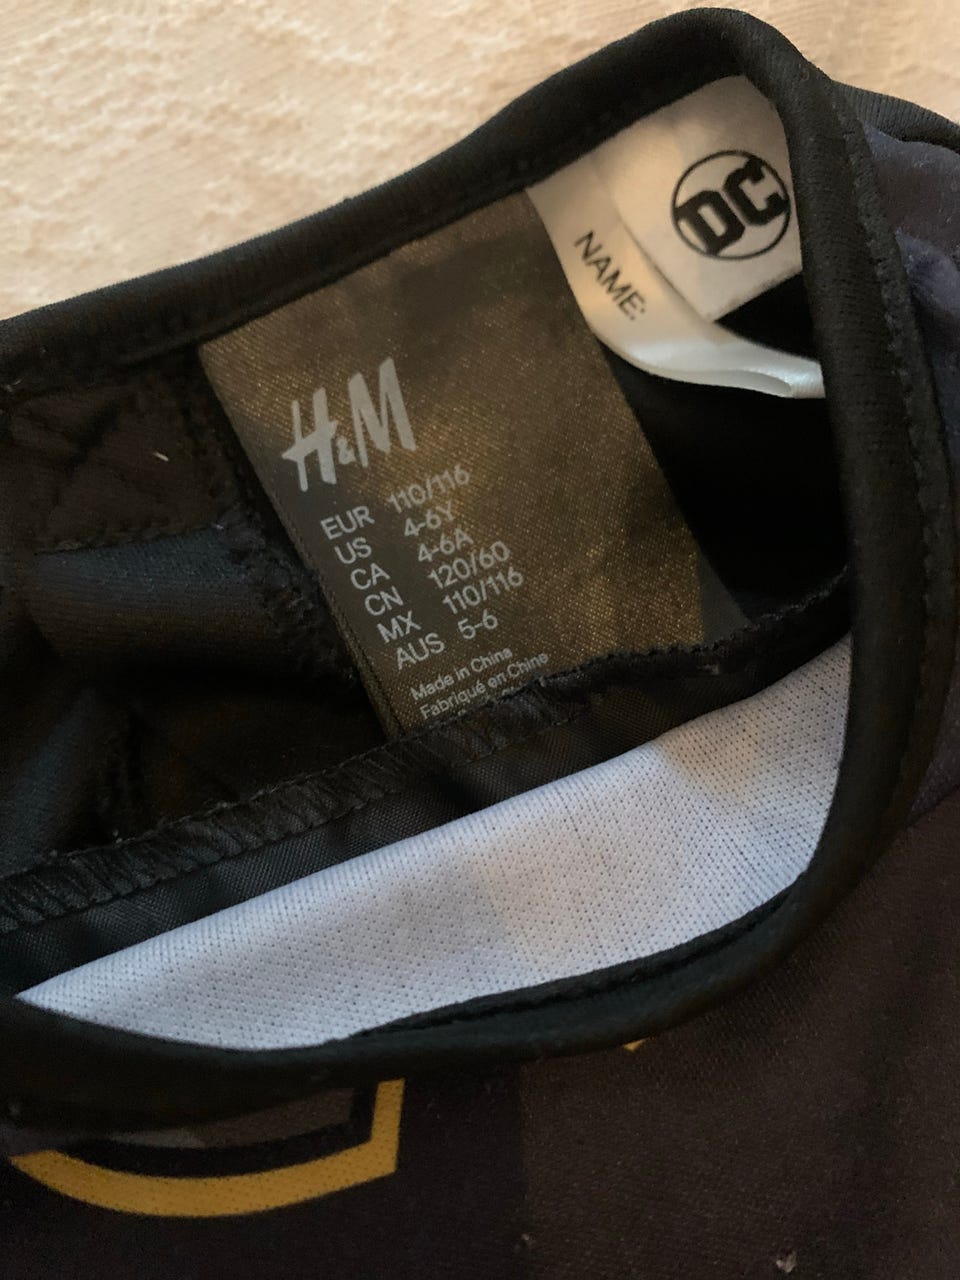 DC
NAME:
H&M
EUR 110/116
US 4-6Y
CA 4-6A
CN 120/60
MX 110/116
AUS 5-6
Made in China
Fabriqué en Chine